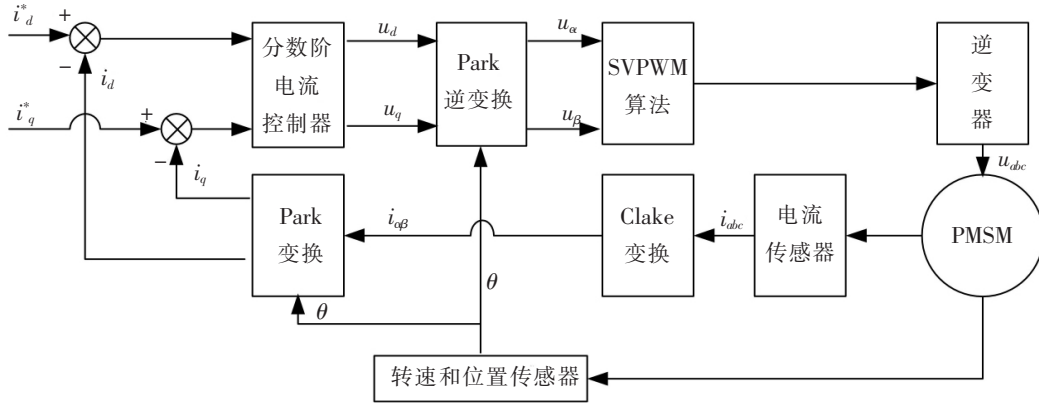 i*d
+
−
id
i*q
+
−
iq
分数阶
电流
控制器
ud
uq
Park
逆变换
uα
uβ
SVPWM
算法
逆
变
器
uabc
Park
变换
iαβ
Clake
变换
iabc
电流
传感器
PMSM
θ
θ
转速和位置传感器